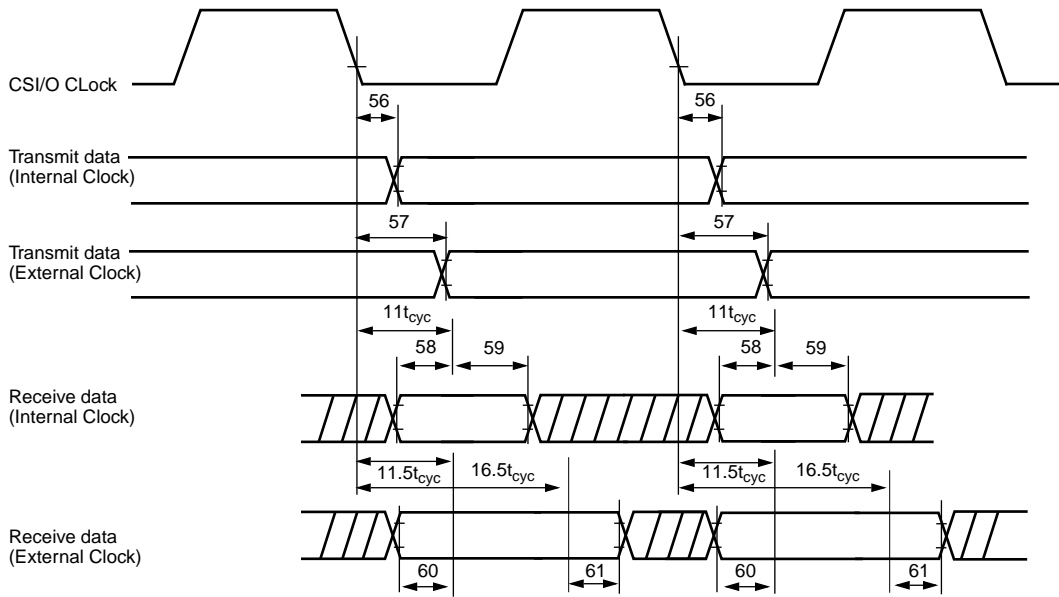 CSI/O CLock
56
56
Transmit data
(Internal Clock)
57
57
Transmit data
(External Clock)
11tcyc
11tcyc
58
59
58
59
Receive data
(Internal Clock)
11.5tcyc
16.5tcyc
11.5tcyc
16.5tcyc
Receive data
(External Clock)
60
61
60
61